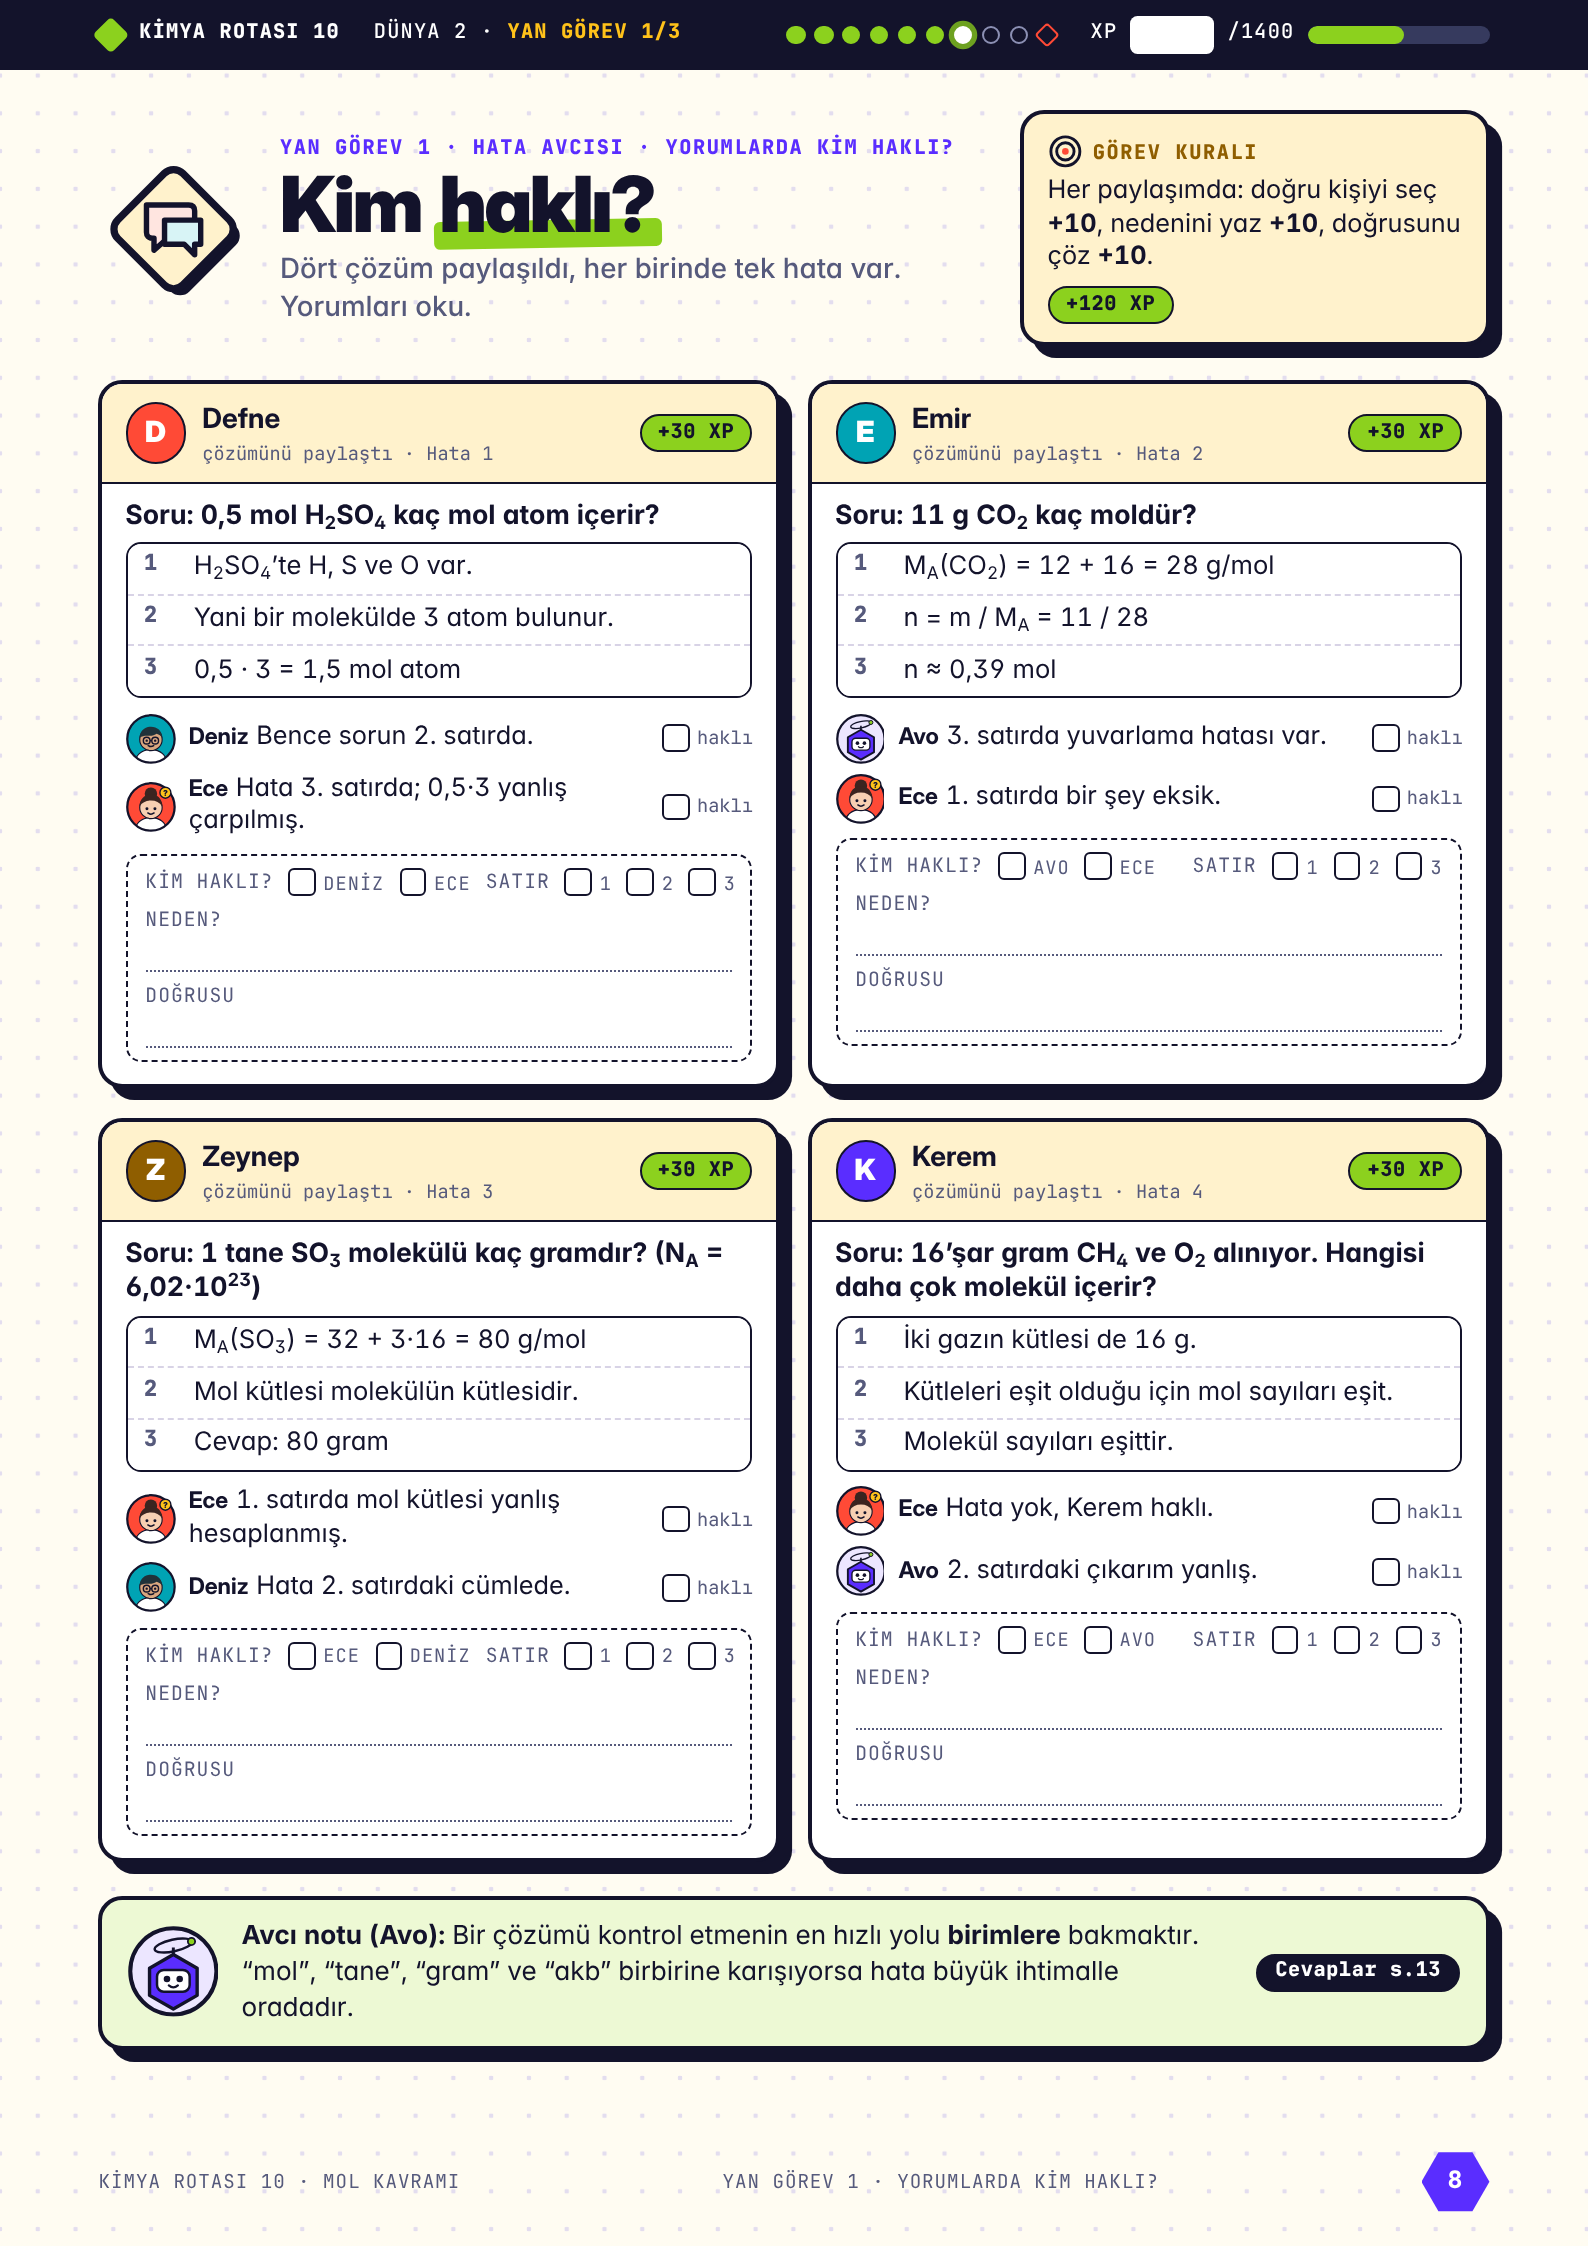 KİMYA ROTASI 10 DÜNYA 2 · YAN GÖREV 1/3 XP /1400
YAN GÖREV 1 · HATA AVCISI · YORUMLARDA KİM HAKLI?
Kim haklı?
Dört çözüm paylaşıldı, her birinde tek hata var.
Yorumları oku.
GÖREV KURALI
Her paylaşımda: doğru kişiyi seç
+10, nedenini yaz +10, doğrusunu
çöz +10.
+120 XP
D
Defne
çözümünü paylaştı · Hata 1
+30 XP
Soru: 0,5 mol H₂SO₄ kaç mol atom içerir?
1 H₂SO₄’te H, S ve O var.
2 Yani bir molekülde 3 atom bulunur.
3 0,5 · 3 = 1,5 mol atom
Deniz Bence sorun 2. satırda. haklı
Ece Hata 3. satırda; 0,5·3 yanlış
çarpılmış. haklı
KİM HAKLI? DENİZ ECE SATIR 1 2 3
NEDEN?
DOĞRUSU
E
Emir
çözümünü paylaştı · Hata 2
+30 XP
Soru: 11 g CO₂ kaç moldür?
1 M_A(CO₂) = 12 + 16 = 28 g/mol
2 n = m / M_A = 11 / 28
3 n ≈ 0,39 mol
Avo 3. satırda yuvarlama hatası var. haklı
Ece 1. satırda bir şey eksik. haklı
KİM HAKLI? AVO ECE SATIR 1 2 3
NEDEN?
DOĞRUSU
Z
Zeynep
çözümünü paylaştı · Hata 3
+30 XP
Soru: 1 tane SO₃ molekülü kaç gramdır? (N_A =
6,02·10²³)
1 M_A(SO₃) = 32 + 3·16 = 80 g/mol
2 Mol kütlesi molekülün kütlesidir.
3 Cevap: 80 gram
Ece 1. satırda mol kütlesi yanlış
hesaplanmış. haklı
Deniz Hata 2. satırdaki cümlede. haklı
KİM HAKLI? ECE DENİZ SATIR 1 2 3
NEDEN?
DOĞRUSU
K
Kerem
çözümünü paylaştı · Hata 4
+30 XP
Soru: 16’şar gram CH₄ ve O₂ alınıyor. Hangisi
daha çok molekül içerir?
1 İki gazın kütlesi de 16 g.
2 Kütleleri eşit olduğu için mol sayıları eşit.
3 Molekül sayıları eşittir.
Ece Hata yok, Kerem haklı. haklı
Avo 2. satırdaki çıkarım yanlış. haklı
KİM HAKLI? ECE AVO SATIR 1 2 3
NEDEN?
DOĞRUSU
Avcı notu (Avo): Bir çözümü kontrol etmenin en hızlı yolu birimlere bakmaktır.
“mol”, “tane”, “gram” ve “akb” birbirine karışıyorsa hata büyük ihtimalle
oradadır.
Cevaplar s.13
KİMYA ROTASI 10 · MOL KAVRAMI
YAN GÖREV 1 · YORUMLARDA KİM HAKLI?
8